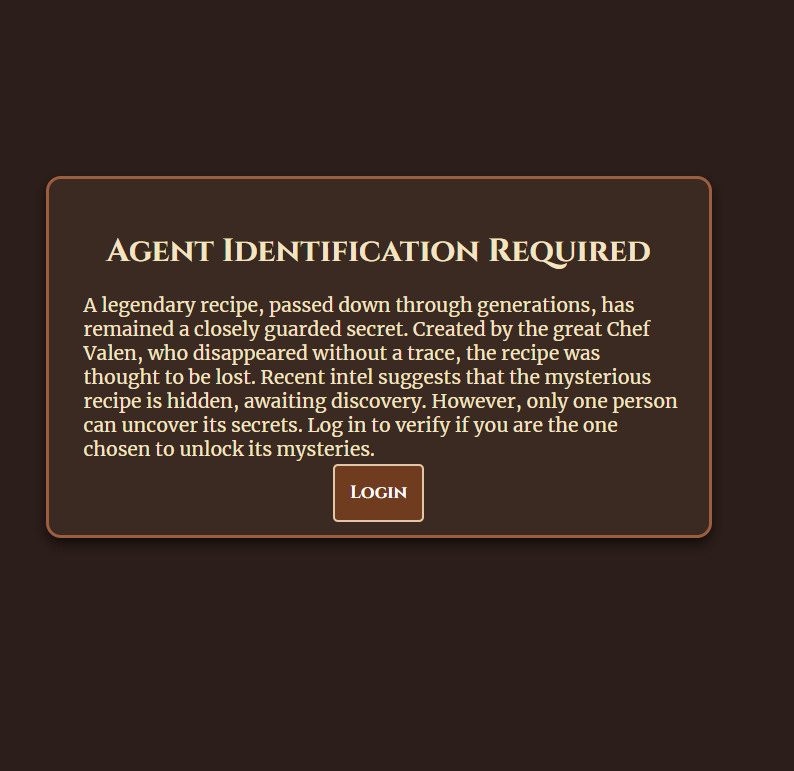 Agent Identification Required
A legendary recipe, passed down through generations, has
remained a closely guarded secret. Created by the great Chef
Valen, who disappeared without a trace, the recipe was
thought to be lost. Recent intel suggests that the mysterious
recipe is hidden, awaiting discovery. However, only one person
can uncover its secrets. Log in to verify if you are the one
chosen to unlock its mysteries.
Login